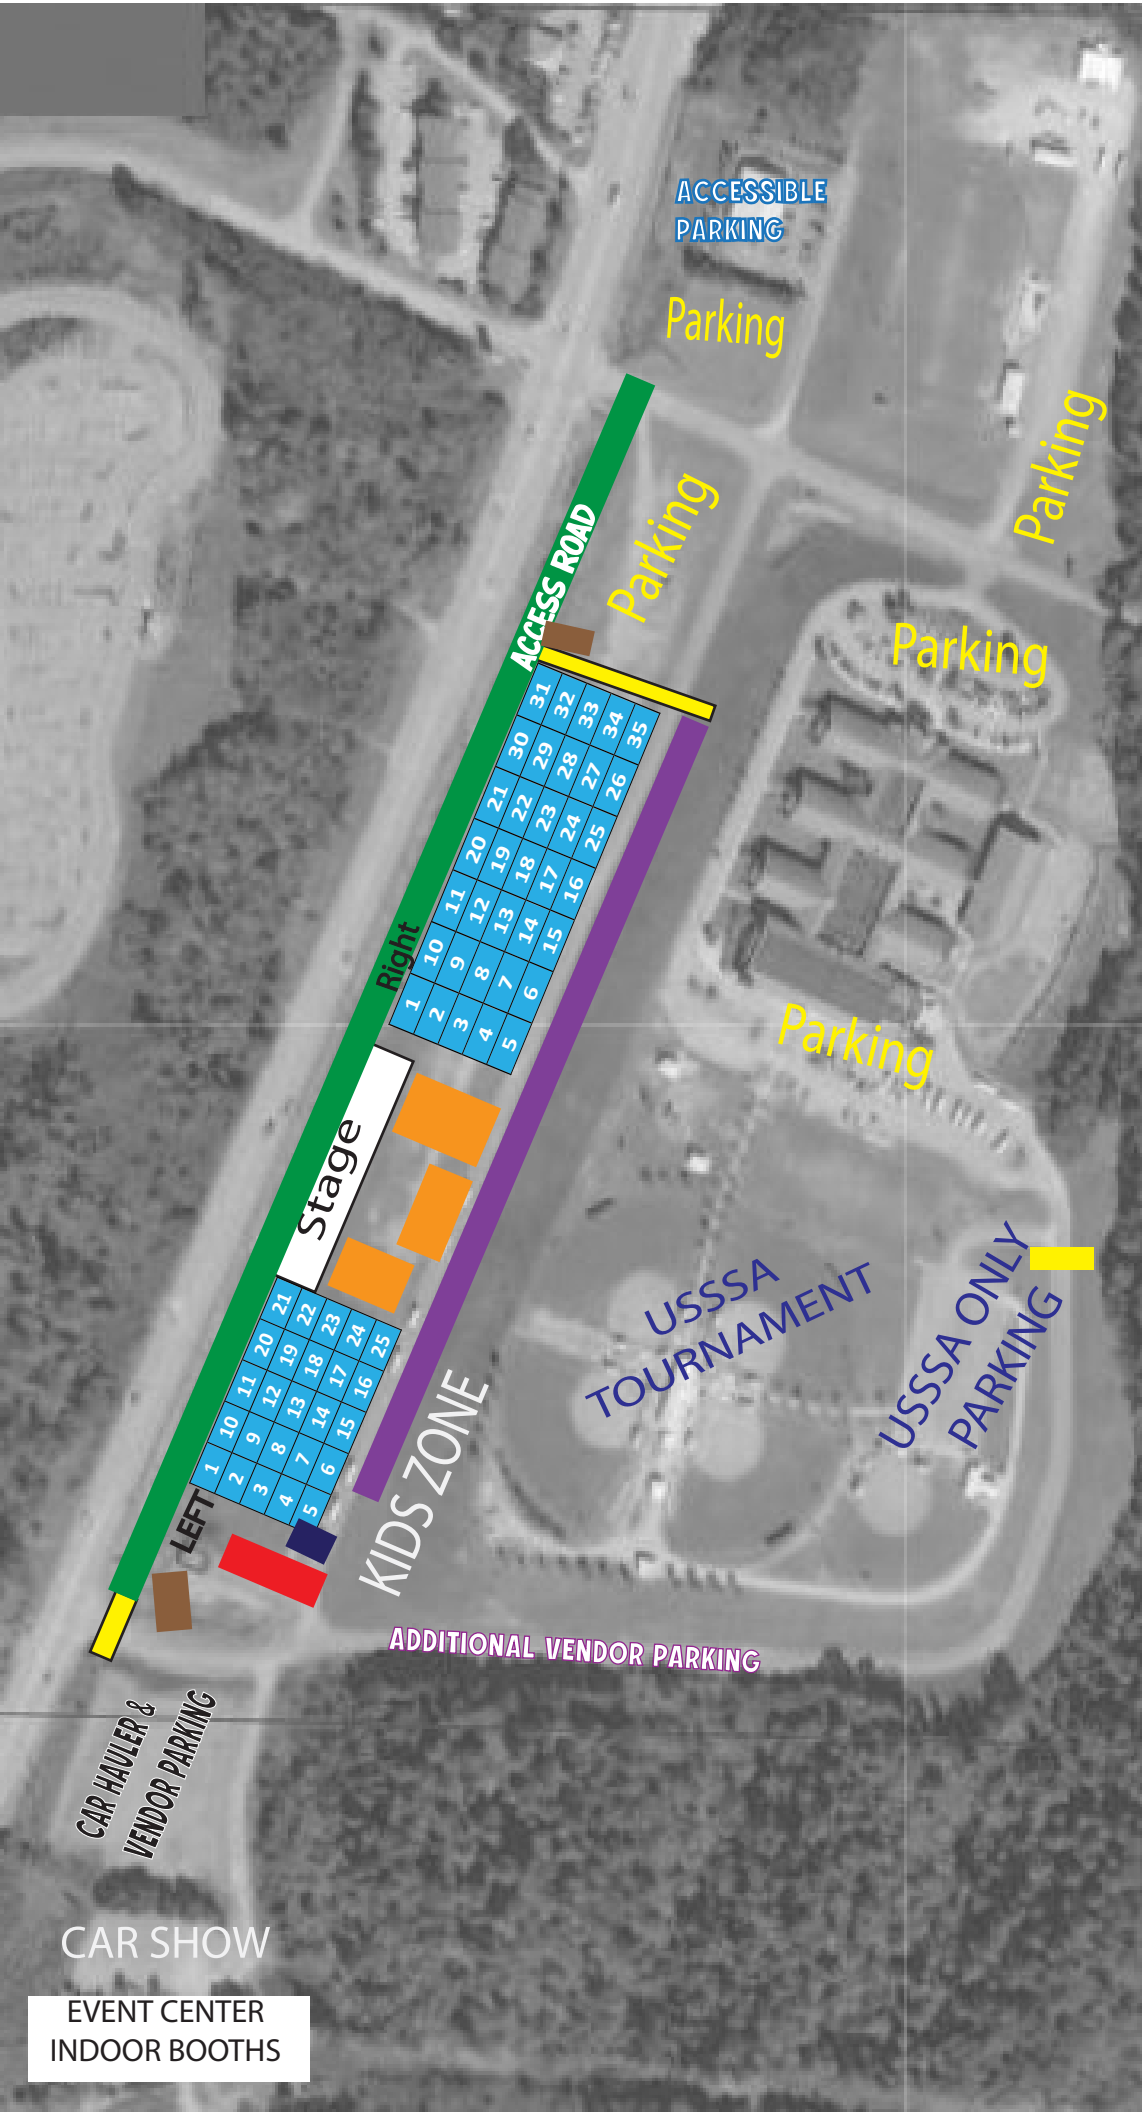 ACCESSIBLE
PARKING
Parking
Parking
Parking
ACCESS ROAD
Parking
31 32 33 34 35
30 29 28 27 26
21 22 23 24 25
20 19 18 17 16
11 12 13 14 15
10 9 8 7 6
1 2 3 4 5
Right
Parking
Stage
21 22 23 24 25
20 19 18 17 16
11 12 13 14 15
10 9 8 7 6
1 2 3 4 5
LEFT
USSSA
TOURNAMENT
USSSA ONLY
PARKING
KIDS ZONE
ADDITIONAL VENDOR PARKING
CAR HAULER &
VENDOR PARKING
CAR SHOW
EVENT CENTER
INDOOR BOOTHS